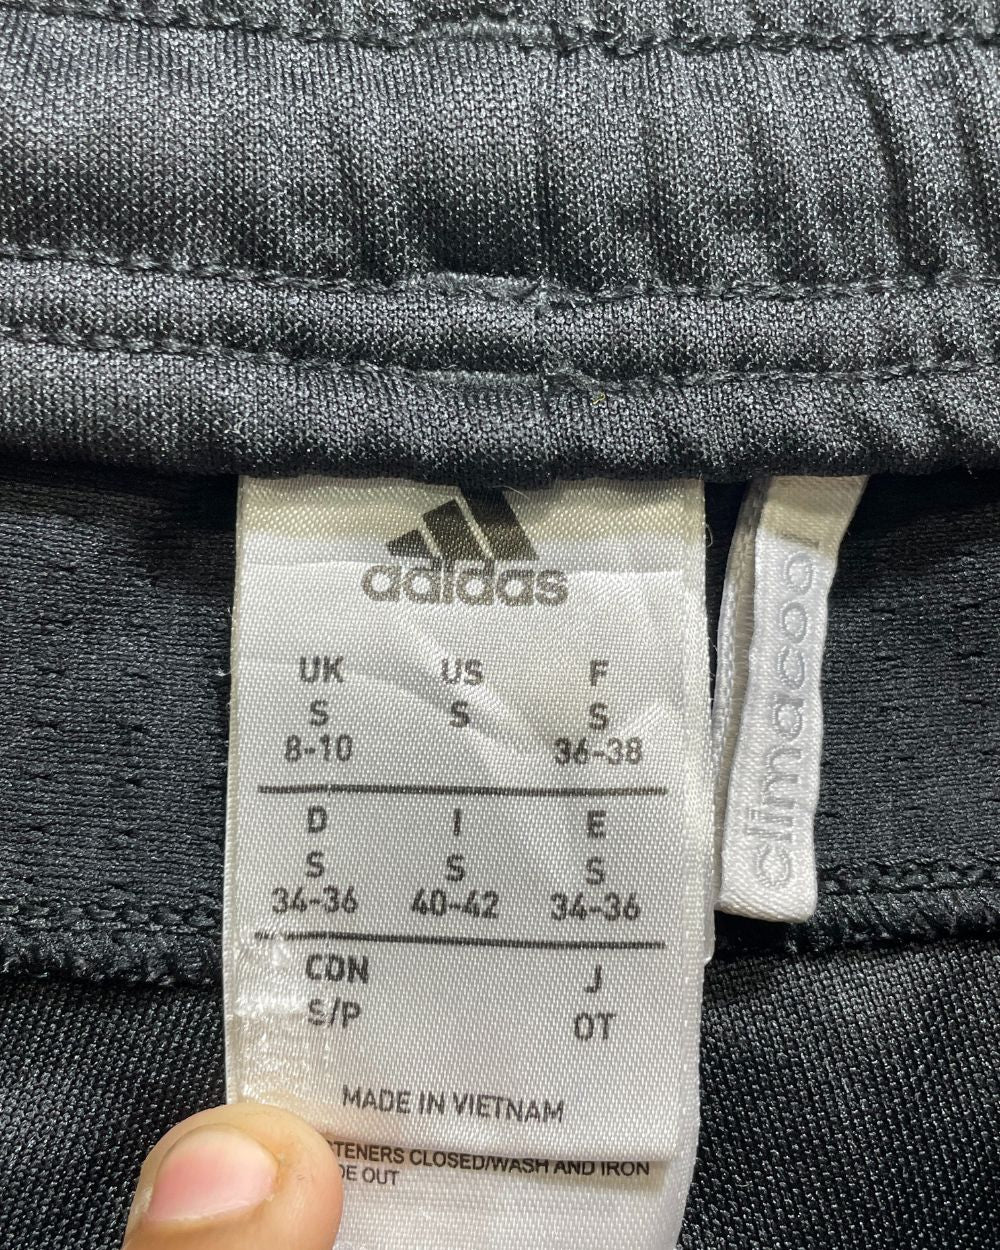 adidas
UK US F
S S S
8-10 36-38
D I E
S S S
34-36 40-42 34-36
CDN J
S/P OT
MADE IN VIETNAM
CLOSED/WASH AND IRON
OUT
climacool